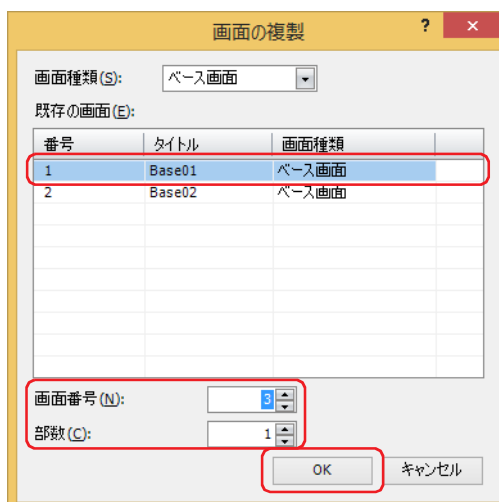 画面の複製 ? ×
画面種類(S): ベース画面
既存の画面(E):
番号 タイトル 画面種類
1 Base01 ベース画面
2 Base02 ベース画面
画面番号(N): 3
部数(C): 1
OK キャンセル